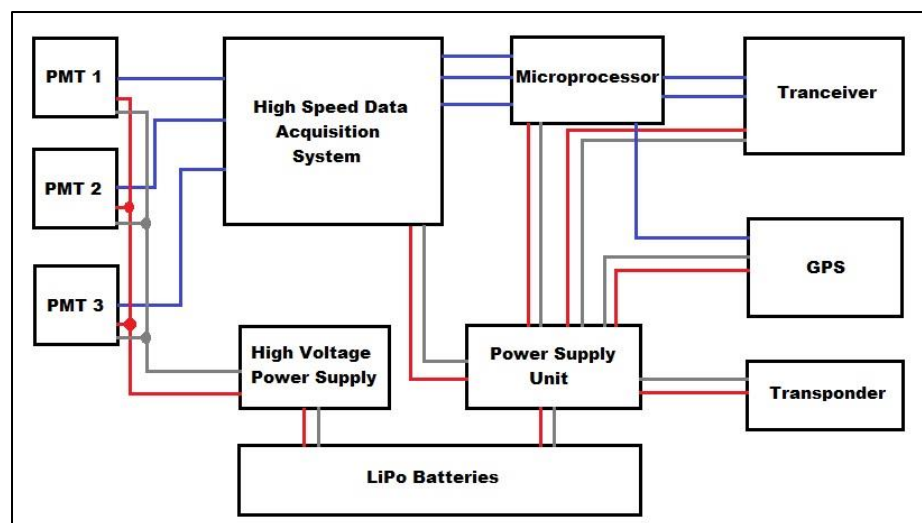 PMT 1
PMT 2
PMT 3
High Speed Data
Acquisition
System
Microprocessor
Tranceiver
GPS
High Voltage
Power Supply
Power Supply
Unit
Transponder
LiPo Batteries